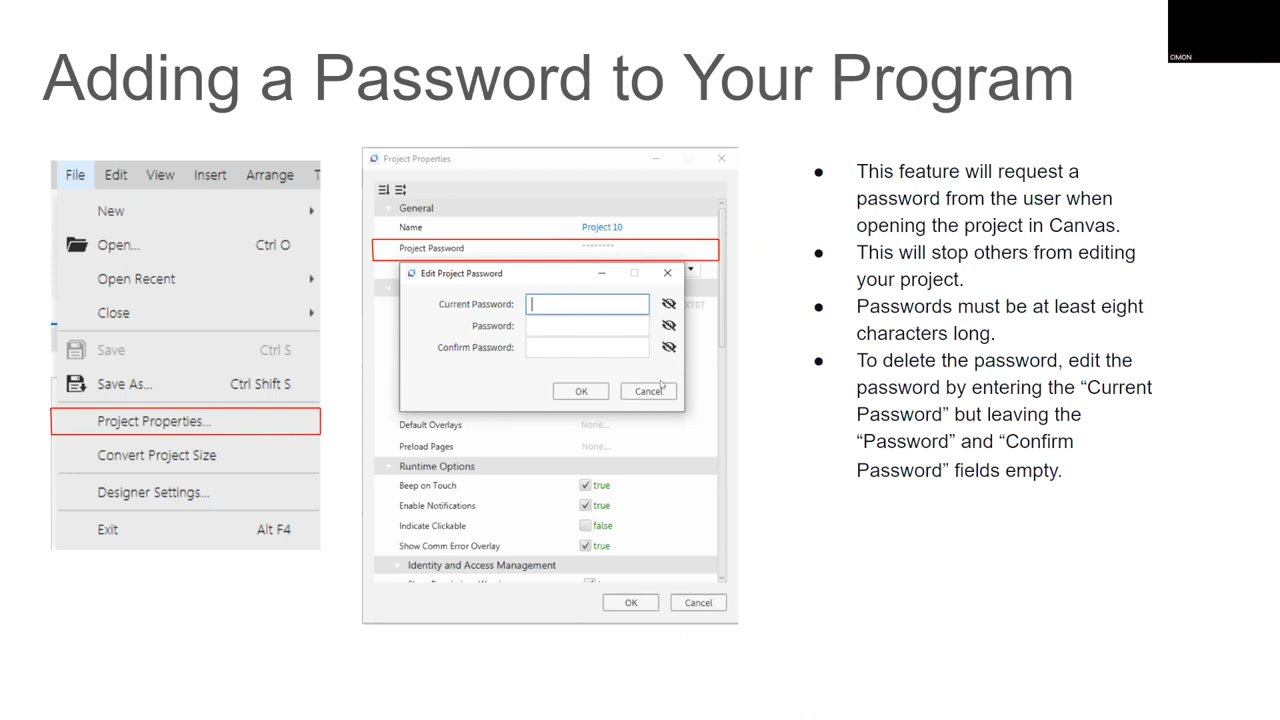 CIMON
Adding a Password to Your Program
File Edit View Insert Arrange T
New
Open... Ctrl O
Open Recent
Close
Save Ctrl S
Save As... Ctrl Shift S
Project Properties...
Convert Project Size
Designer Settings...
Exit Alt F4
Project Properties
General
Name Project 10
Project Password ********
Edit Project Password
Current Password:
XT07
Password:
Confirm Password:
OK Cancel
Default Overlays None...
Preload Pages None...
Runtime Options
Beep on Touch true
Enable Notifications true
Indicate Clickable false
Show Comm Error Overlay true
Identity and Access Management
OK Cancel
● This feature will request a
password from the user when
opening the project in Canvas.
● This will stop others from editing
your project.
● Passwords must be at least eight
characters long.
● To delete the password, edit the
password by entering the “Current
Password” but leaving the
“Password” and “Confirm
Password” fields empty.